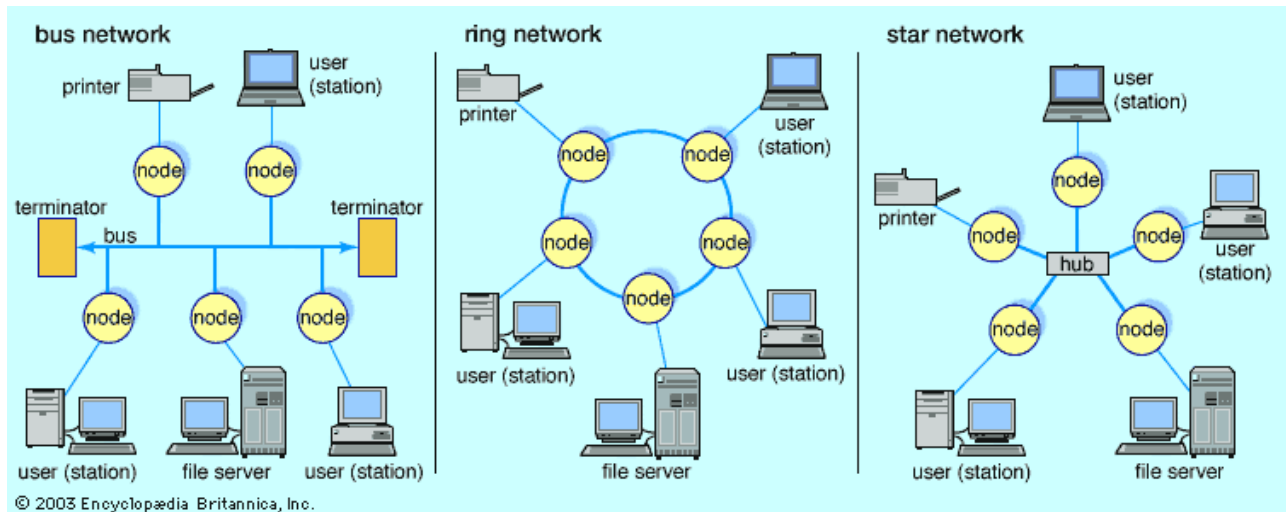 bus network
printer
user
(station)
node
node
terminator
terminator
bus
node
node
node
user (station)
file server
user (station)
ring network
printer
user
(station)
node
node
node
node
node
user (station)
user (station)
file server
star network
user
(station)
node
printer
node
node
user
(station)
hub
node
node
user (station)
file server
© 2003 Encyclopædia Britannica, Inc.